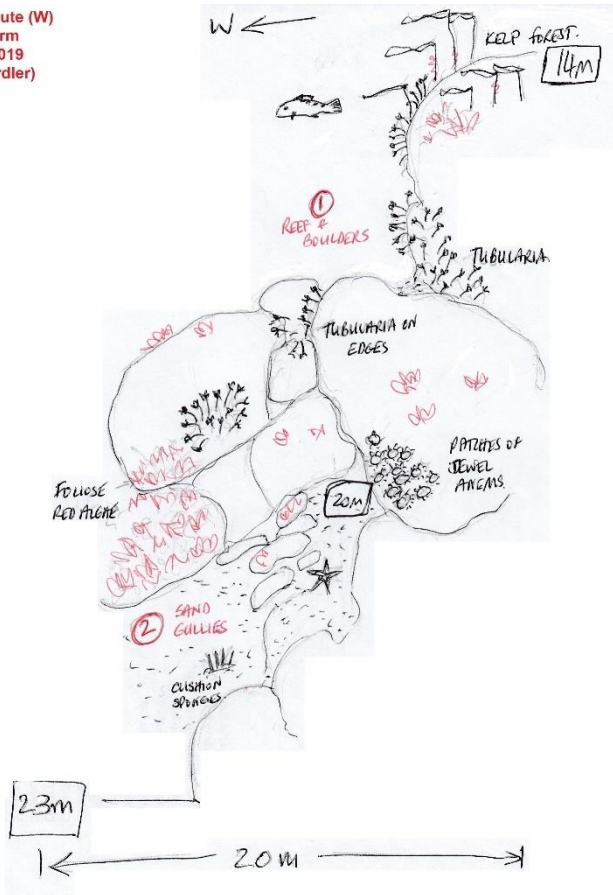 ute (W)
rm
019
rdler)
W
KELP FOREST.
14M
1
REEF &
BOULDERS
TUBULARIA
TUBULARIA ON
EDGES
PATCHES OF
JEWEL
ANEMS.
FOLIOSE
RED ALGAE
20M
2
SAND
GULLIES
CUSHION
SPONGES
23m
20m